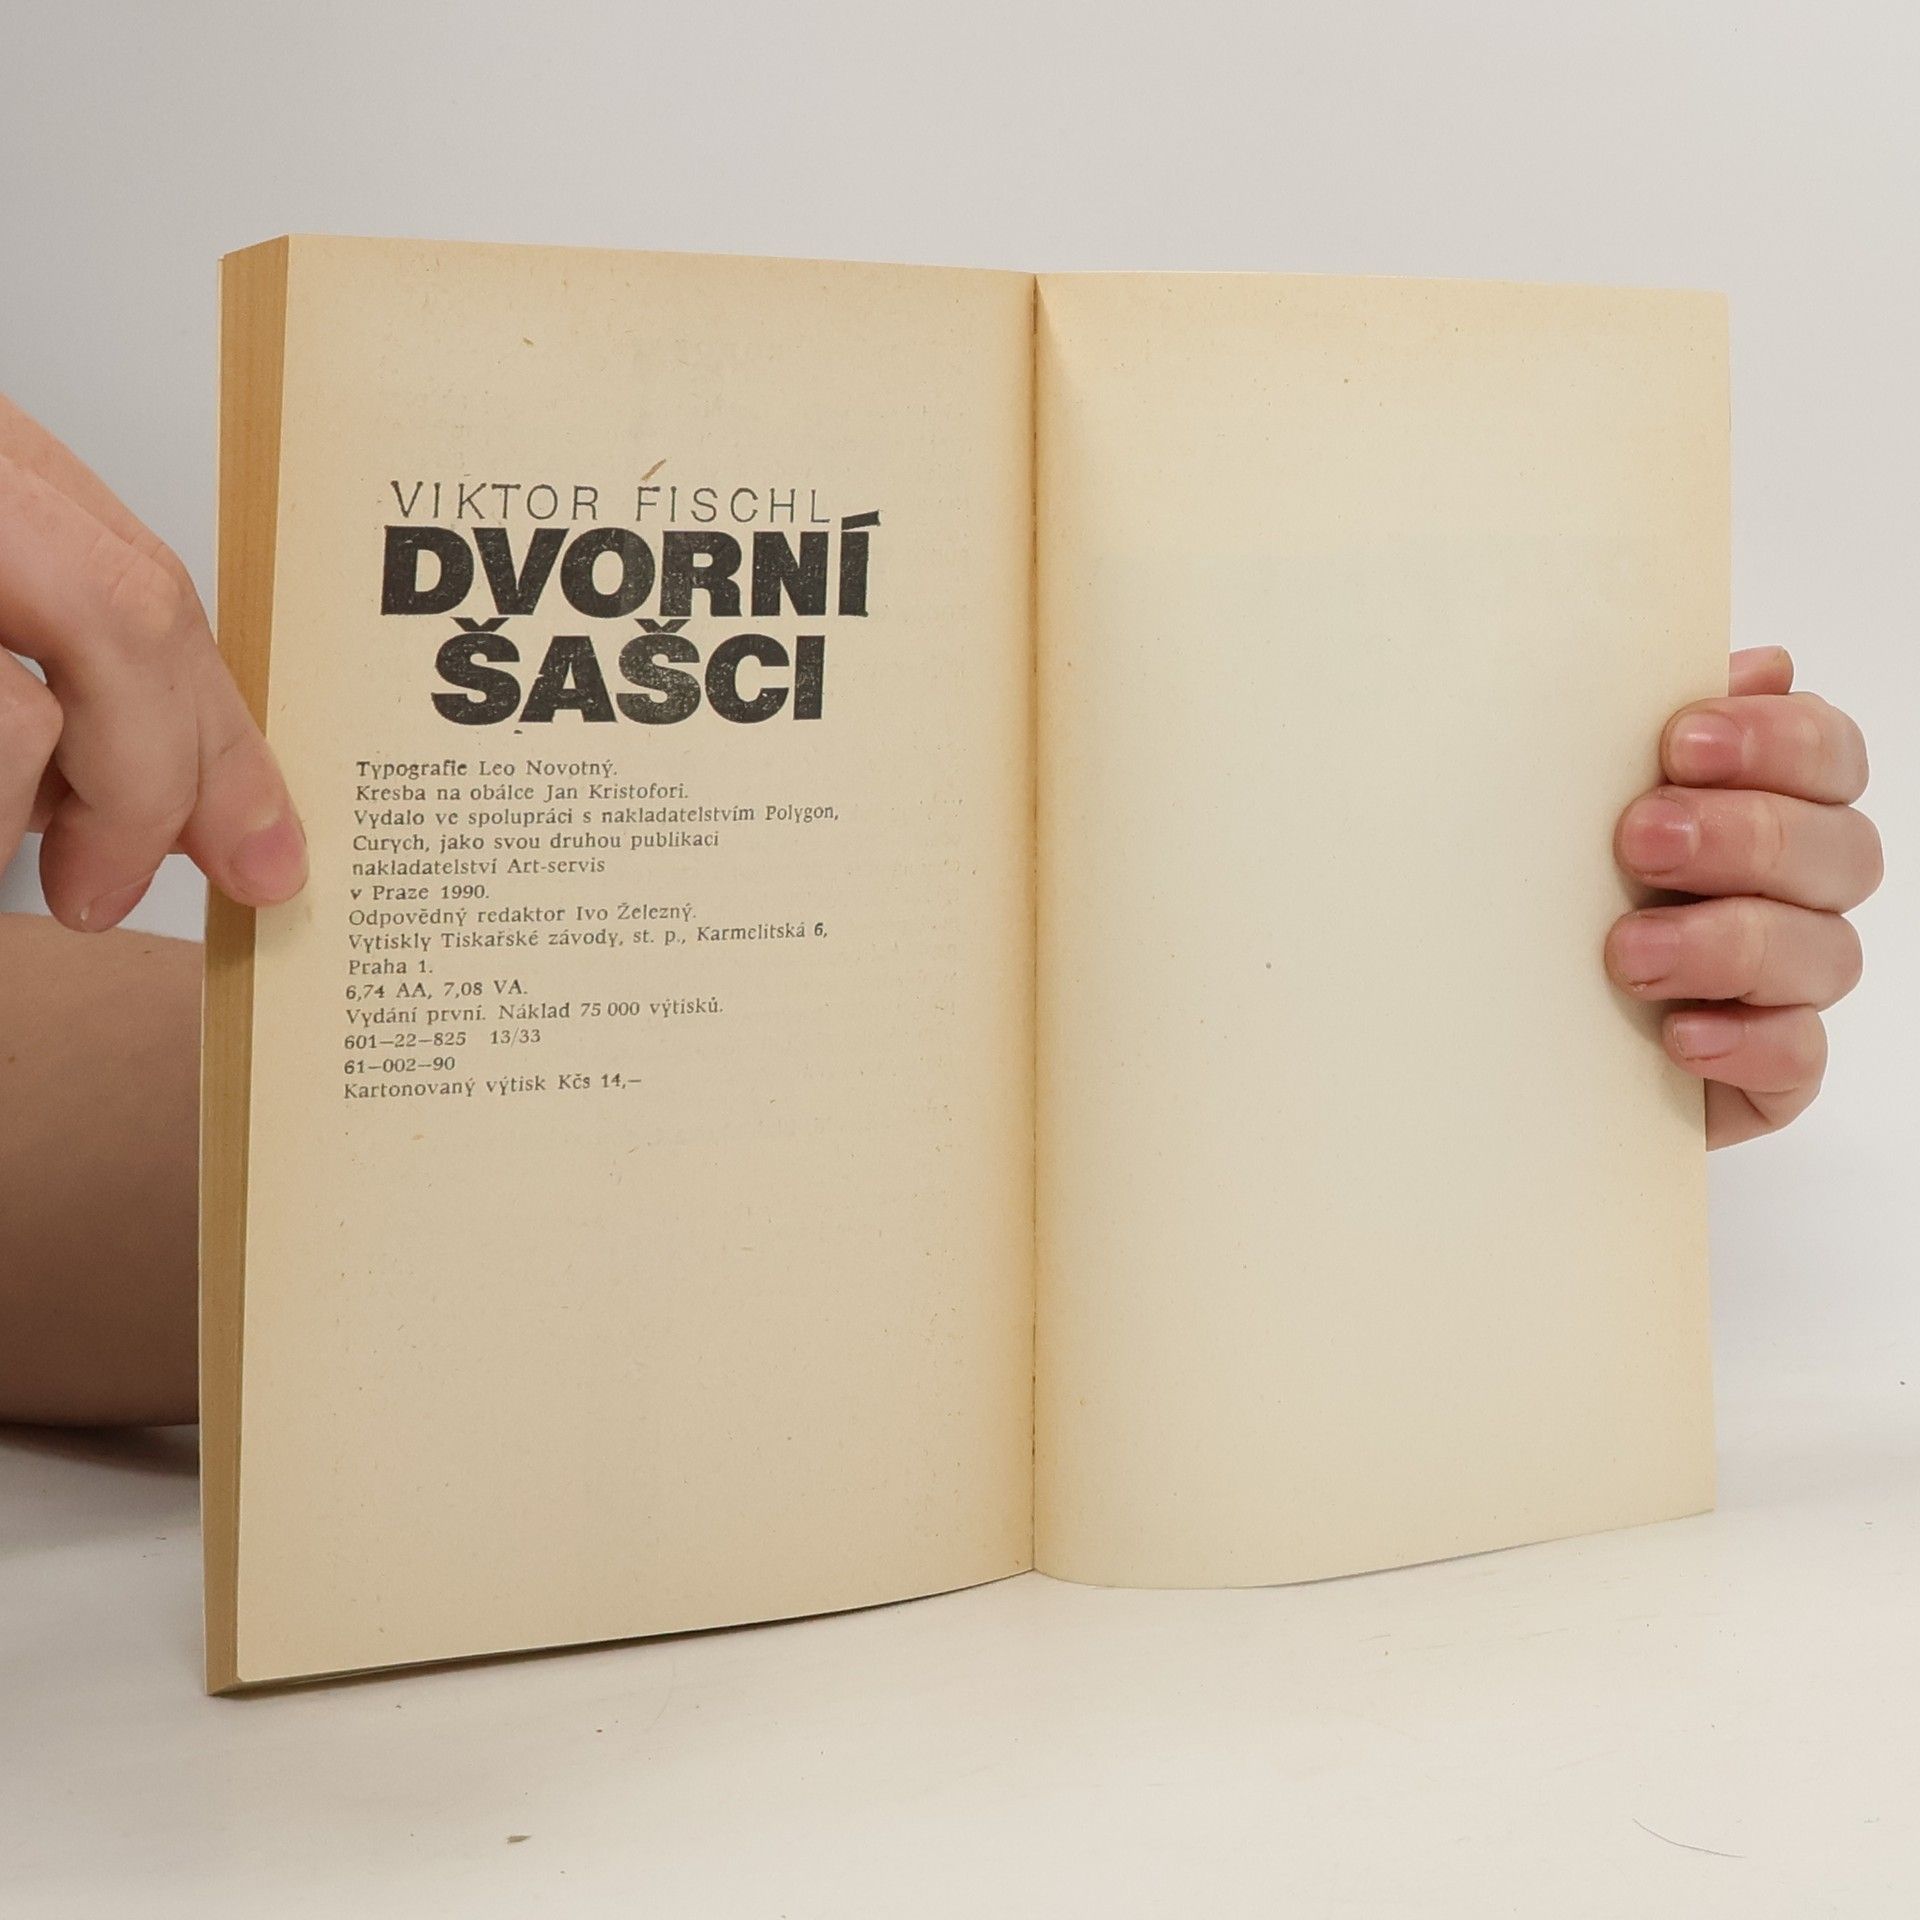 VIKTOR FISCHL
DVORNÍ
ŠAŠCI
Typografie Leo Novotný.
Kresba na obálce Jan Kristofori.
Vydalo ve spolupráci s nakladatelstvím Polygon,
Curych, jako svou druhou publikaci
nakladatelství Art-servis
v Praze 1990.
Odpovědný redaktor Ivo Železný.
Vytiskly Tiskařské závody, st. p., Karmelitská 6,
Praha 1.
6,74 AA, 7,08 VA.
Vydání první. Náklad 75 000 výtisků.
601—22—825 13/33
61—002—90
Kartonovaný výtisk Kčs 14,—